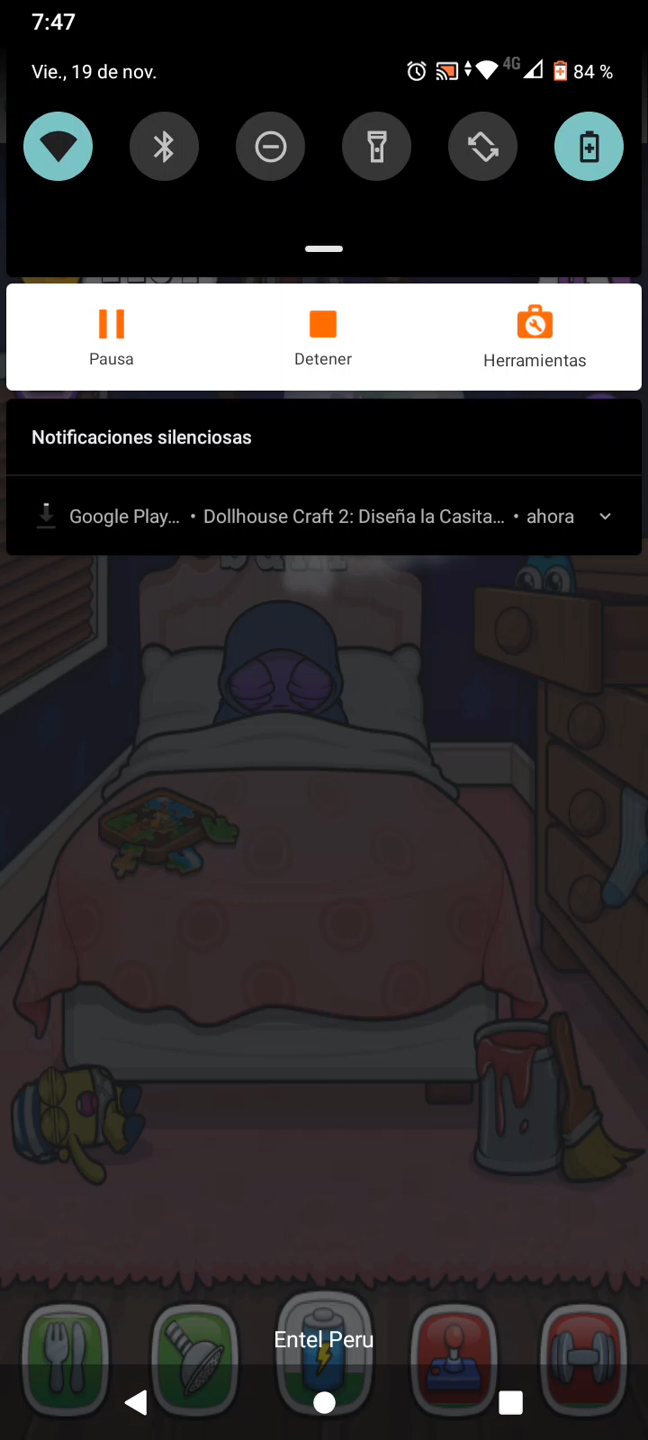 7:47
Vie., 19 de nov.
4G
84 %
Pausa
Detener
Herramientas
Notificaciones silenciosas
Google Play… • Dollhouse Craft 2: Diseña la Casita… • ahora
Entel Peru